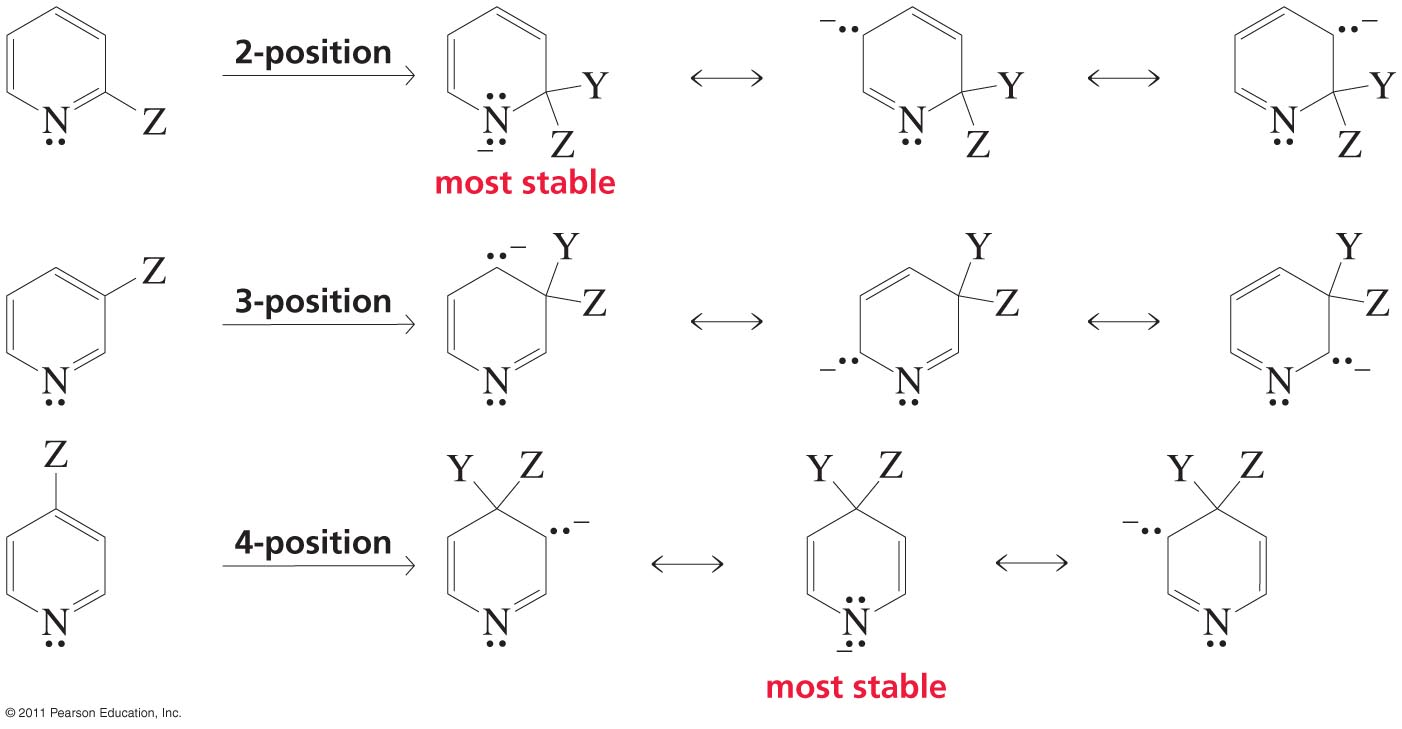 2-position
N
Z
N
Y
Z
N
Y
Z
N
Y
Z
most stable
3-position
Z
N
Y
Z
N
Y
Z
N
Y
Z
N
4-position
Z
N
Y Z
N
Y Z
N
Y Z
N
most stable
© 2011 Pearson Education, Inc.